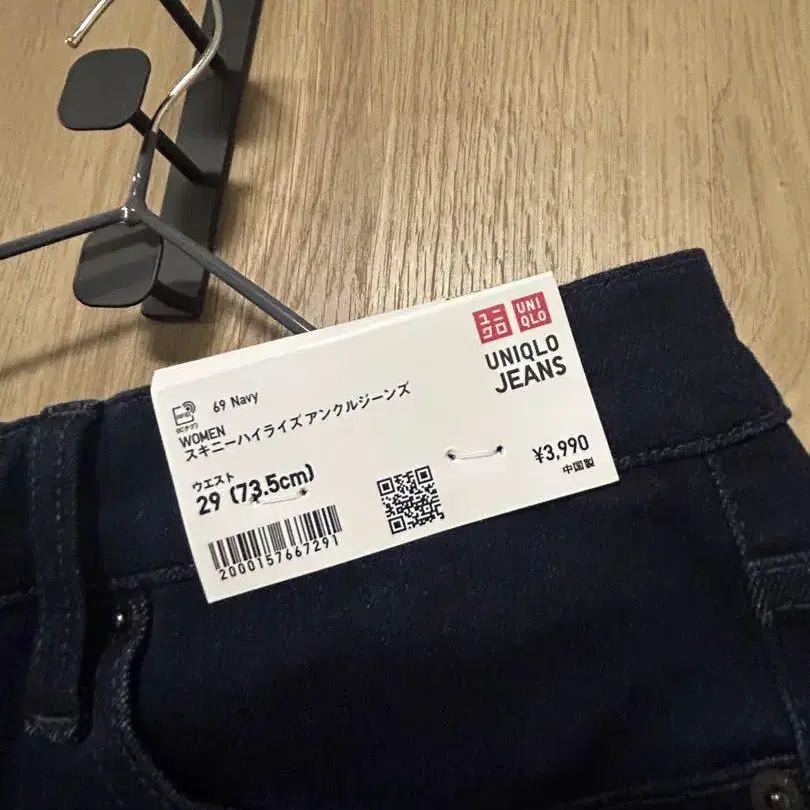 ユニ
クロ
UNI
QLO
UNIQLO
JEANS
69 Navy
WOMEN
スキニーハイライズアンクルジーンズ
ウエスト
29 (73.5cm)
¥3,990
中国製
2000157667291